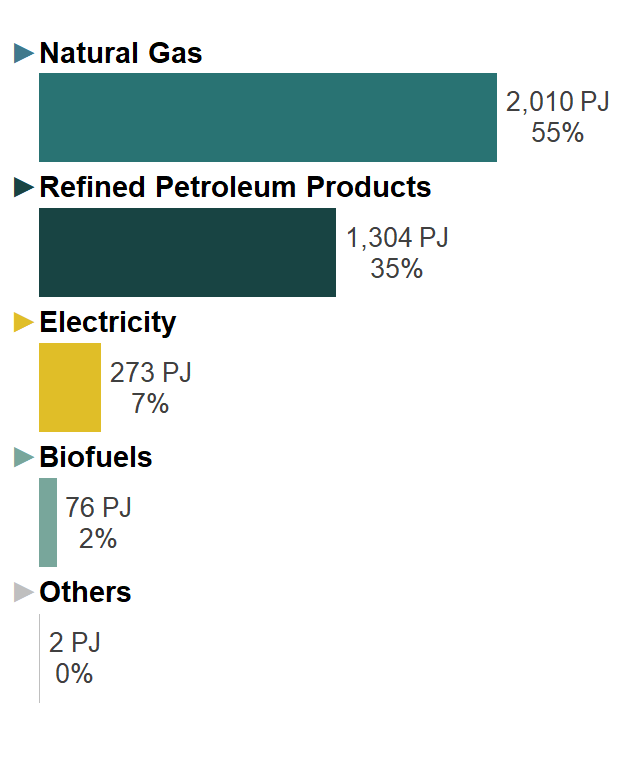 Natural Gas
2,010 PJ
55%
Refined Petroleum Products
1,304 PJ
35%
Electricity
273 PJ
7%
Biofuels
76 PJ
2%
Others
2 PJ
0%